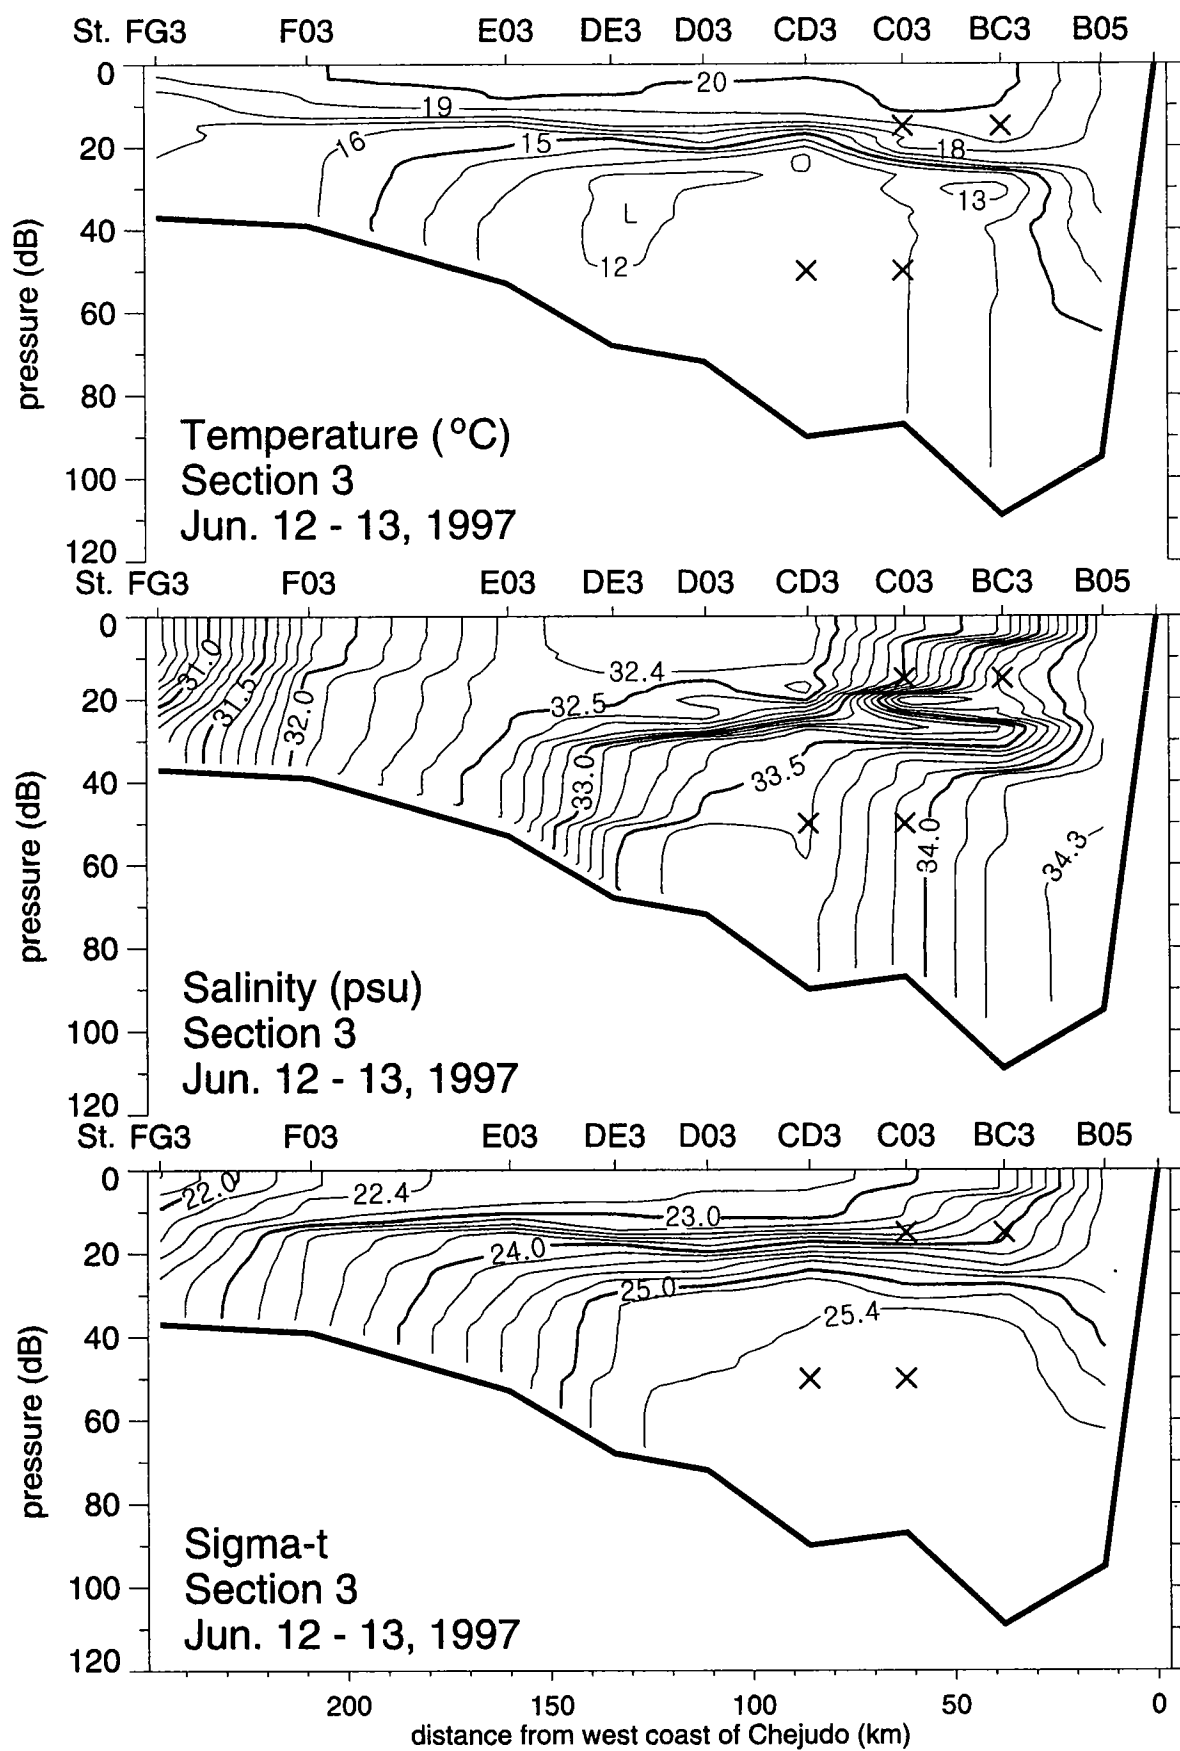 St. FG3 F03 E03 DE3 D03 CD3 C03 BC3 B05
0
20
40
60
80
100
120
pressure (dB)
20
19
16
15
18
13
L
12
Temperature (°C)
Section 3
Jun. 12 - 13, 1997
St. FG3 F03 E03 DE3 D03 CD3 C03 BC3 B05
0
20
40
60
80
100
120
pressure (dB)
31.0
31.5
32.0
32.4
32.5
33.0
33.5
34.0
34.3
Salinity (psu)
Section 3
Jun. 12 - 13, 1997
St. FG3 F03 E03 DE3 D03 CD3 C03 BC3 B05
0
20
40
60
80
100
120
pressure (dB)
22.0
22.4
23.0
24.0
25.0
25.4
Sigma-t
Section 3
Jun. 12 - 13, 1997
200 150 100 50 0
distance from west coast of Chejudo (km)